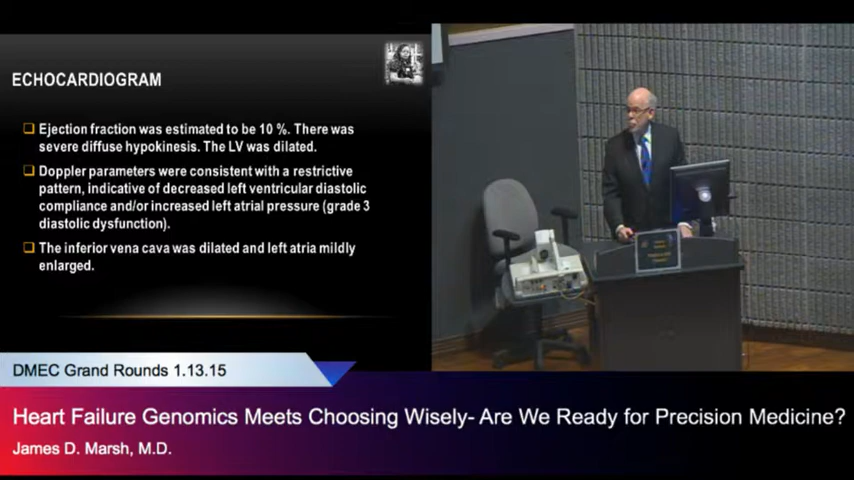 ECHOCARDIOGRAM
Ejection fraction was estimated to be 10 %. There was
severe diffuse hypokinesis. The LV was dilated.
Doppler parameters were consistent with a restrictive
pattern, indicative of decreased left ventricular diastolic
compliance and/or increased left atrial pressure (grade 3
diastolic dysfunction).
The inferior vena cava was dilated and left atria mildly
enlarged.
DMEC Grand Rounds 1.13.15
Heart Failure Genomics Meets Choosing Wisely- Are We Ready for Precision Medicine?
James D. Marsh, M.D.